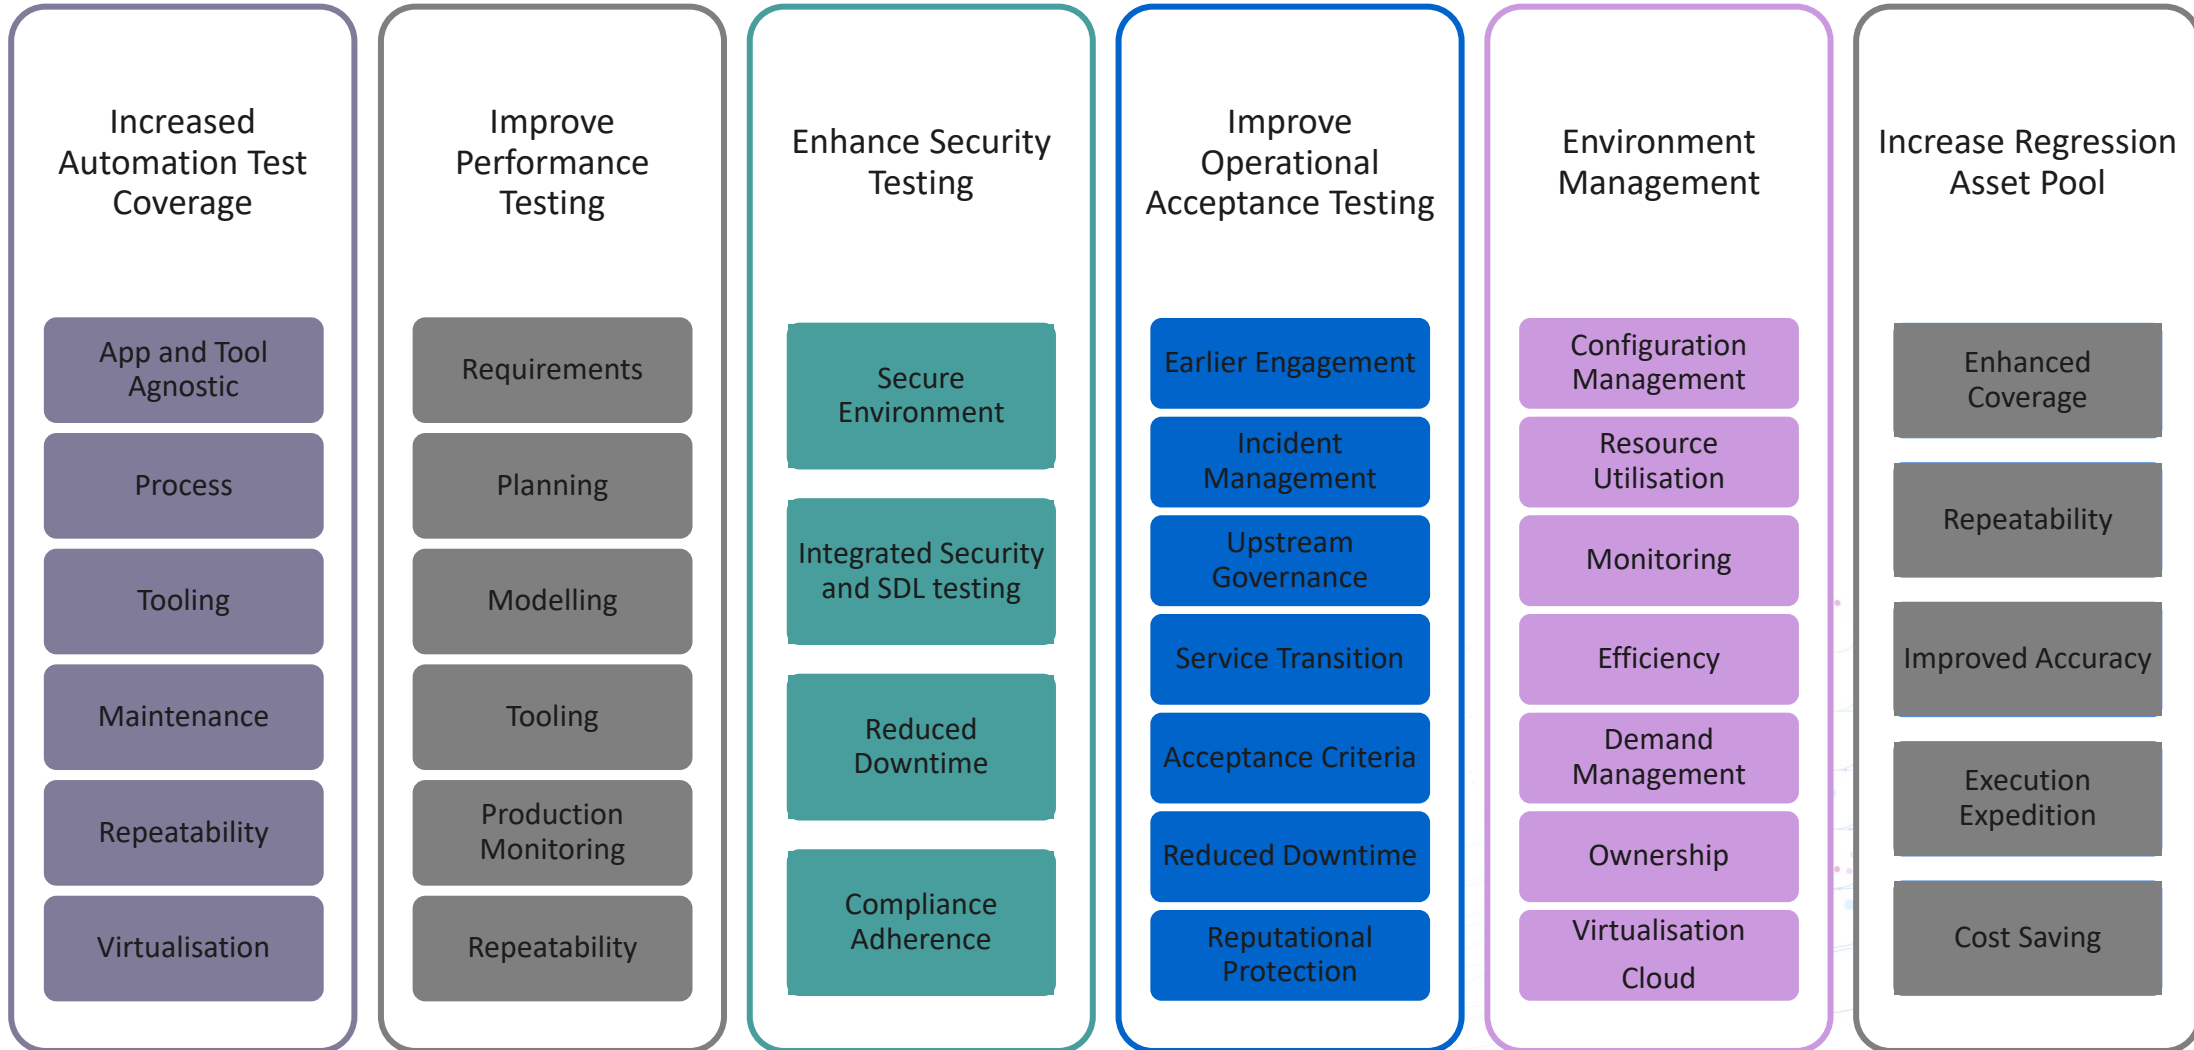 Increased
Automation Test
Coverage
App and Tool
Agnostic
Process
Tooling
Maintenance
Repeatability
Virtualisation
Improve
Performance
Testing
Requirements
Planning
Modelling
Tooling
Production
Monitoring
Repeatability
Enhance Security
Testing
Secure
Environment
Integrated Security
and SDL testing
Reduced
Downtime
Compliance
Adherence
Improve
Operational
Acceptance Testing
Earlier Engagement
Incident
Management
Upstream
Governance
Service Transition
Acceptance Criteria
Reduced Downtime
Reputational
Protection
Environment
Management
Configuration
Management
Resource
Utilisation
Monitoring
Efficiency
Demand
Management
Ownership
Virtualisation
Cloud
Increase Regression
Asset Pool
Enhanced
Coverage
Repeatability
Improved Accuracy
Execution
Expedition
Cost Saving